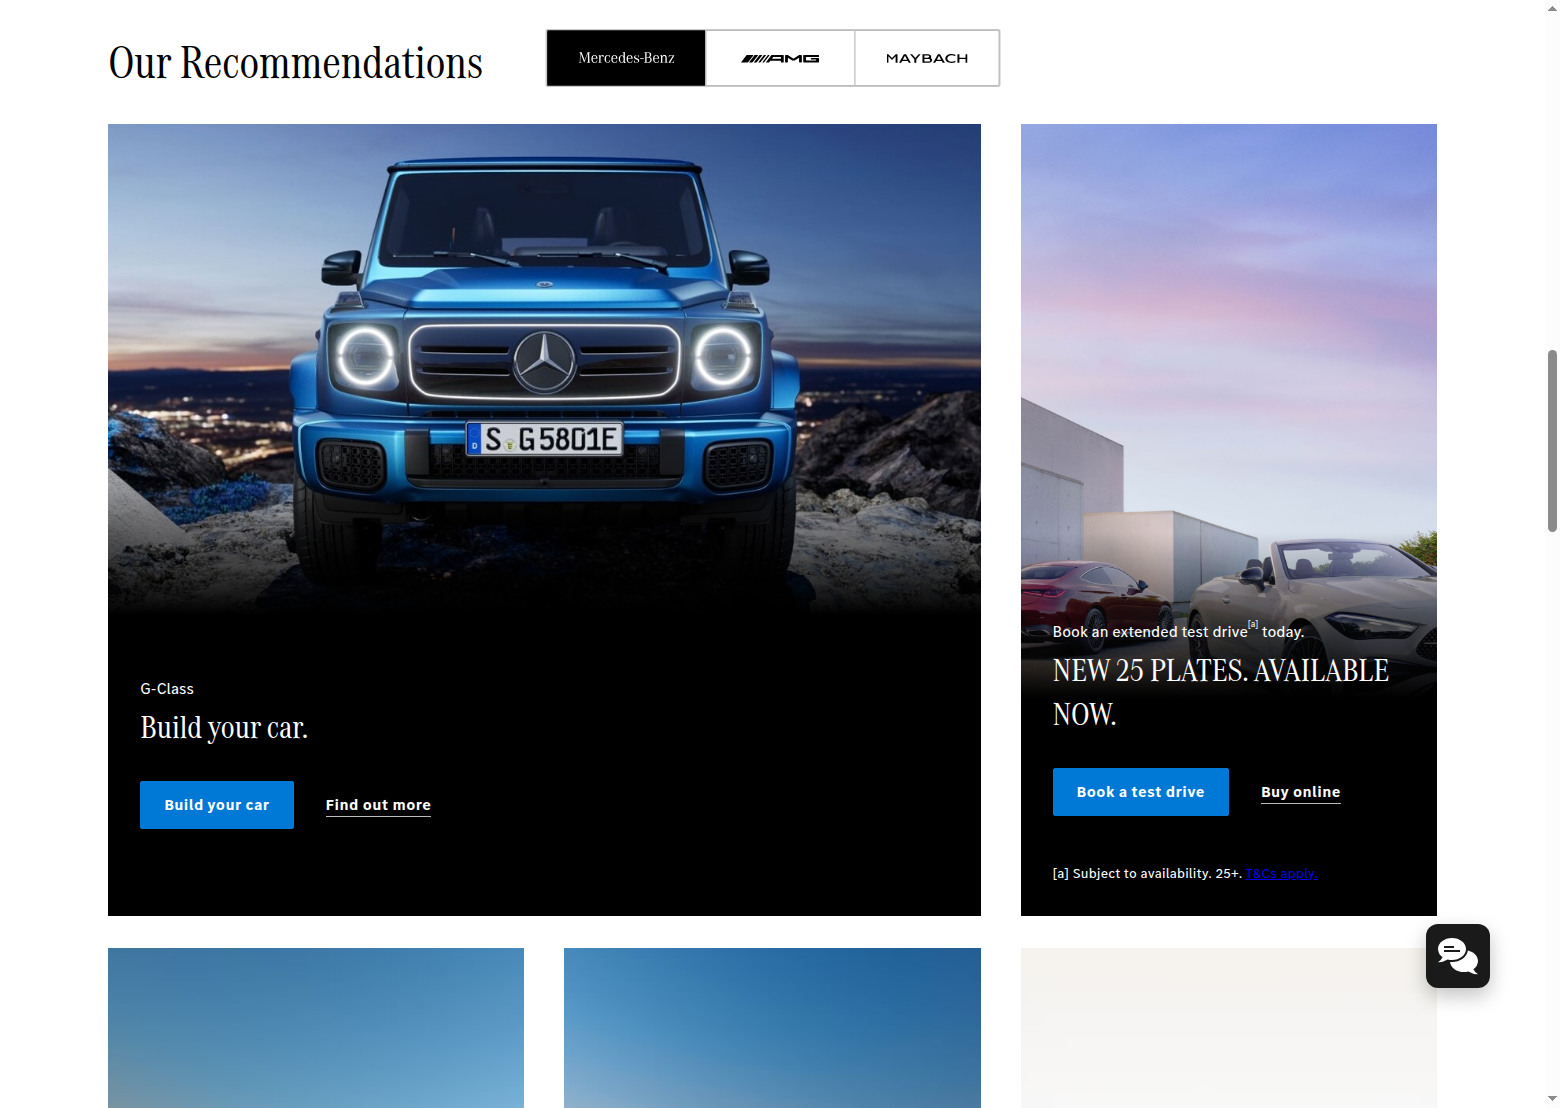 Our Recommendations
Mercedes-Benz
AMG
MAYBACH
S G 5801E
D
G-Class
Build your car.
Build your car
Find out more
Book an extended test drive[a] today.
NEW 25 PLATES. AVAILABLE
NOW.
Book a test drive
Buy online
[a] Subject to availability. 25+. T&Cs apply.